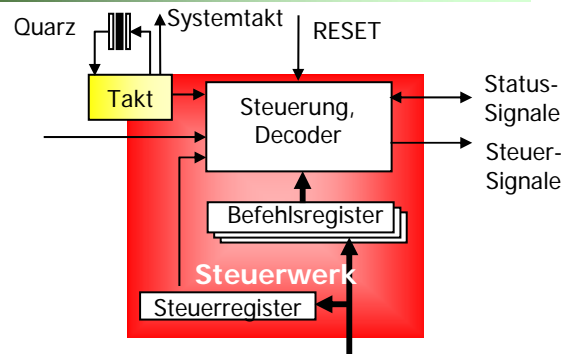 Quarz
Systemtakt
RESET
Takt
Steuerung,
Decoder
Status-
Signale
Steuer-
Signale
Befehlsregister
Steuerwerk
Steuerregister